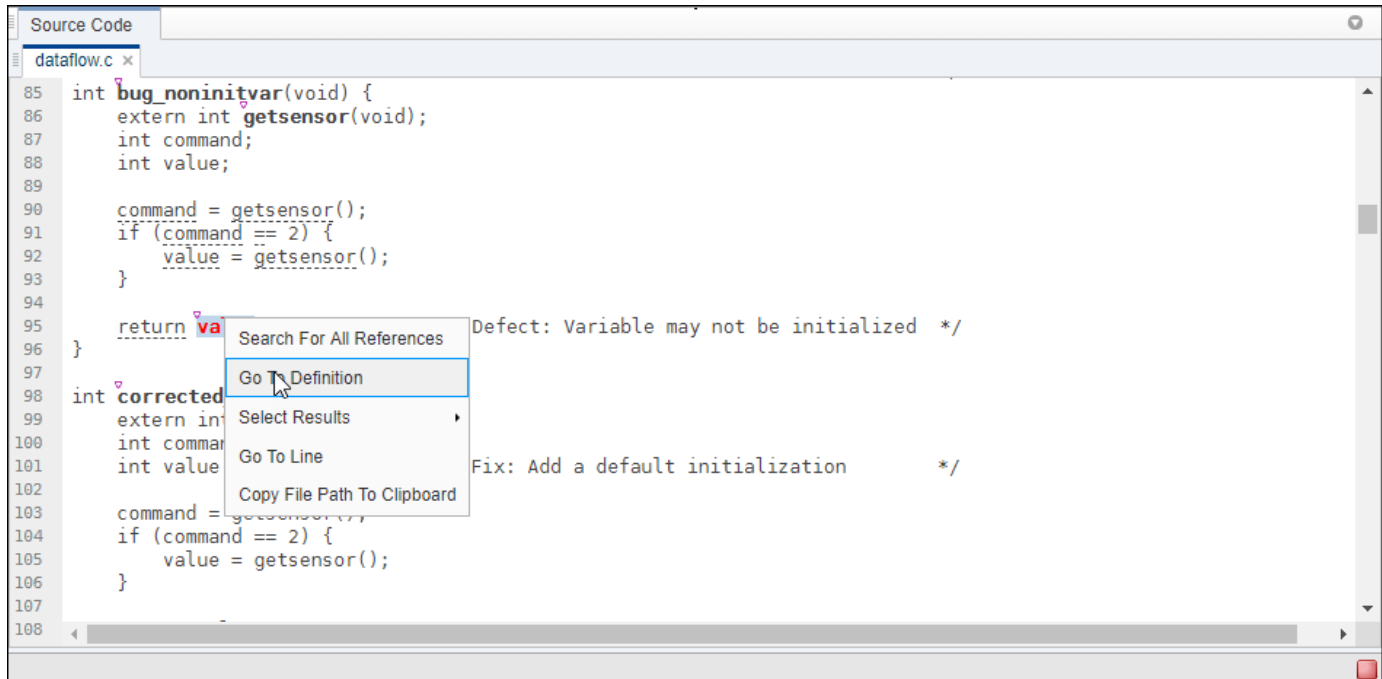 Source Code
dataflow.c ×
85 int bug_noninitvar(void) {
86 extern int getsensor(void);
87 int command;
88 int value;
89
90 command = getsensor();
91 if (command == 2) {
92 value = getsensor();
93 }
94
95 return va Defect: Variable may not be initialized */
96 }
97
98 int corrected
99 extern int
100 int comman
101 int value Fix: Add a default initialization */
102
103 command = getsensor();
104 if (command == 2) {
105 value = getsensor();
106 }
107
108
Search For All References
Go To Definition
Select Results
Go To Line
Copy File Path To Clipboard